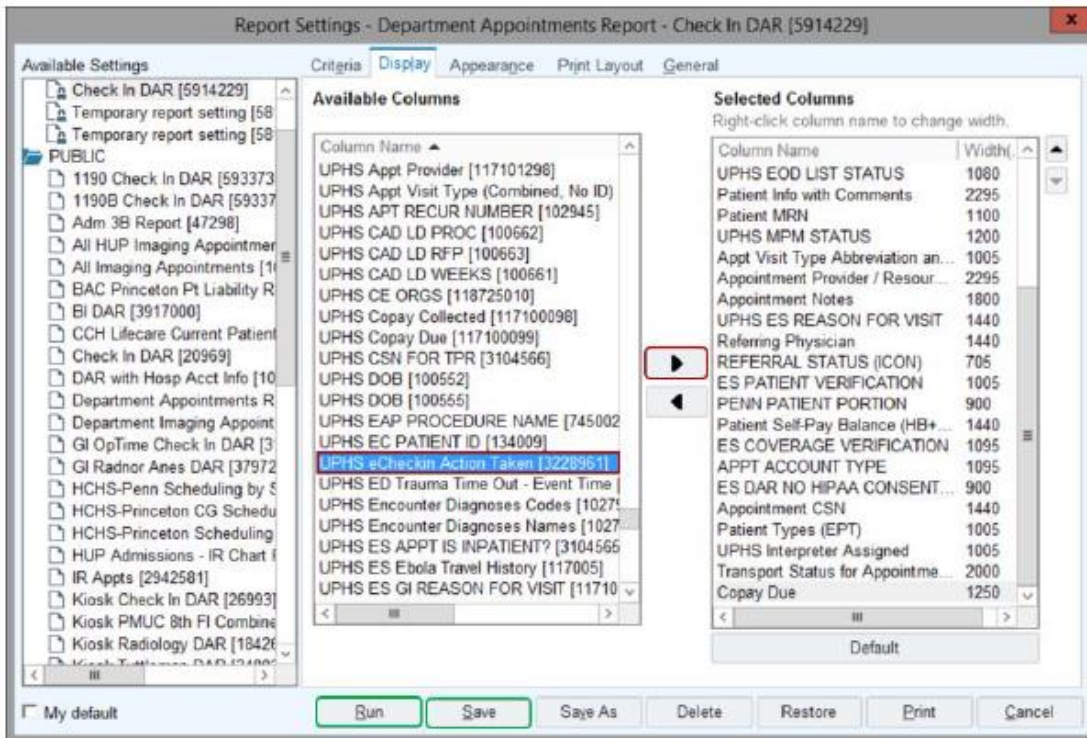 Report Settings - Department Appointments Report - Check In DAR [5914229]
x
Available Settings
Check In DAR [5914229]
Temporary report setting [58
Temporary report setting [58
PUBLIC
1190 Check In DAR [593373
1190B Check In DAR [59337
Adm 3B Report [47298]
All HUP Imaging Appointmer
All Imaging Appointments [1
BAC Princeton Pt Liability R
BI DAR [3917000]
CCH Lifecare Current Patient
Check In DAR [20969]
DAR with Hosp Acct Info [10
Department Appointments R
Department Imaging Appoint
GI OpTime Check In DAR [3
GI Radnor Anes DAR [37972
HCHS-Penn Scheduling by S
HCHS-Princeton CG Schedu
HCHS-Princeton Scheduling
HUP Admissions - IR Chart
IR Appts [2942581]
Kiosk Check In DAR [26993]
Kiosk PMUC 8th Fl Combine
Kiosk Radiology DAR [1842
Criteria Display Appearance Print Layout General
Available Columns
Column Name
UPHS Appt Provider [117101298]
UPHS Appt Visit Type (Combined, No ID)
UPHS APT RECUR NUMBER [102945]
UPHS CAD LD PROC [100662]
UPHS CAD LD RFP [100663]
UPHS CAD LD WEEKS [100661]
UPHS CE ORGS [118725010]
UPHS Copay Collected [117100098]
UPHS Copay Due [117100099]
UPHS CSN FOR TPR [3104566]
UPHS DOB [100552]
UPHS DOB [100555]
UPHS EAP PROCEDURE NAME [745002
UPHS EC PATIENT ID [134009]
UPHS eCheckin Action Taken [3228961]
UPHS ED Trauma Time Out - Event Time [
UPHS Encounter Diagnoses Codes [1027
UPHS Encounter Diagnoses Names [1027
UPHS ES APPT IS INPATIENT? [3104565
UPHS ES Ebola Travel History [117005]
UPHS ES GI REASON FOR VISIT [11710
Selected Columns
Right-click column name to change width.
Column Name Width(.
UPHS EOD LIST STATUS 1080
Patient Info with Comments 2295
Patient MRN 1100
UPHS MPM STATUS 1200
Appt Visit Type Abbreviation an... 1005
Appointment Provider / Resour... 2295
Appointment Notes 1800
UPHS ES REASON FOR VISIT 1440
Referring Physician 1440
REFERRAL STATUS (ICON) 705
ES PATIENT VERIFICATION 1005
PENN PATIENT PORTION 900
Patient Self-Pay Balance (HB+... 1440
ES COVERAGE VERIFICATION 1095
APPT ACCOUNT TYPE 1095
ES DAR NO HIPAA CONSENT... 900
Appointment CSN 1440
Patient Types (EPT) 1005
UPHS Interpreter Assigned 1005
Transport Status for Appointme... 2000
Copay Due 1250
Default
My default
Run Save Save As Delete Restore Print Cancel